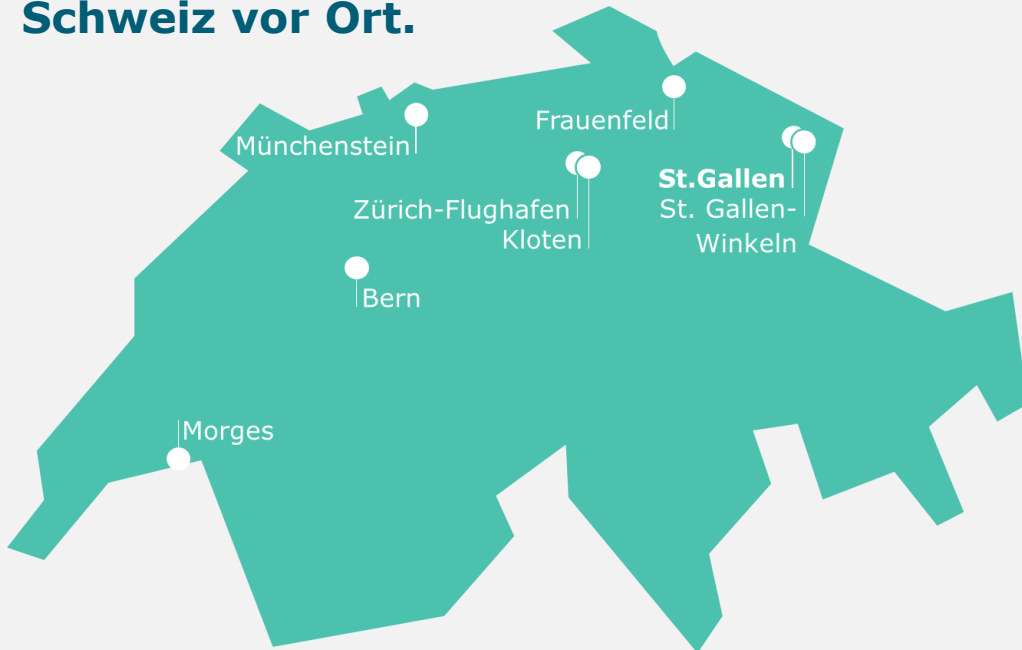 Schweiz vor Ort.
Frauenfeld
Münchenstein
St.Gallen
Zürich-Flughafen
St. Gallen-
Kloten
Winkeln
Bern
Morges